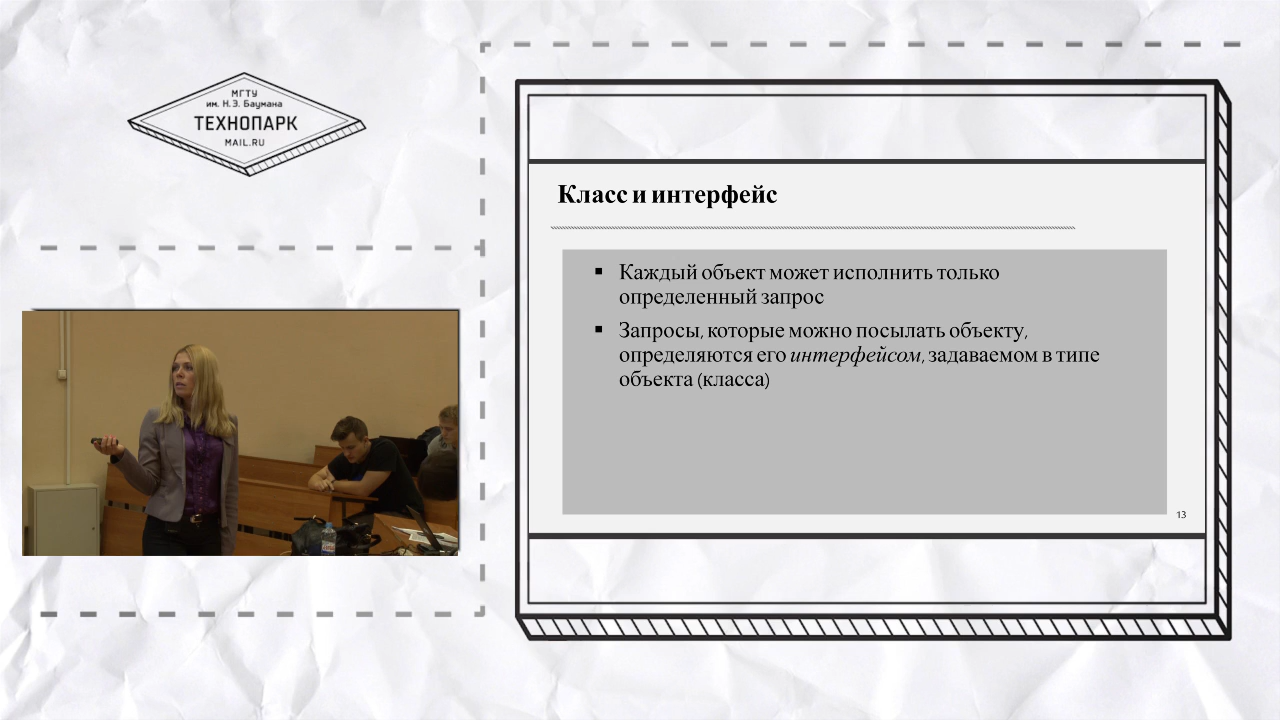 МГТУ
им. Н.Э. Баумана
ТЕХНОПАРК
MAIL.RU
Класс и интерфейс
Каждый объект может исполнить только
определенный запрос
Запросы, которые можно посылать объекту,
определяются его интерфейсом, задаваемом в типе
объекта (класса)
13